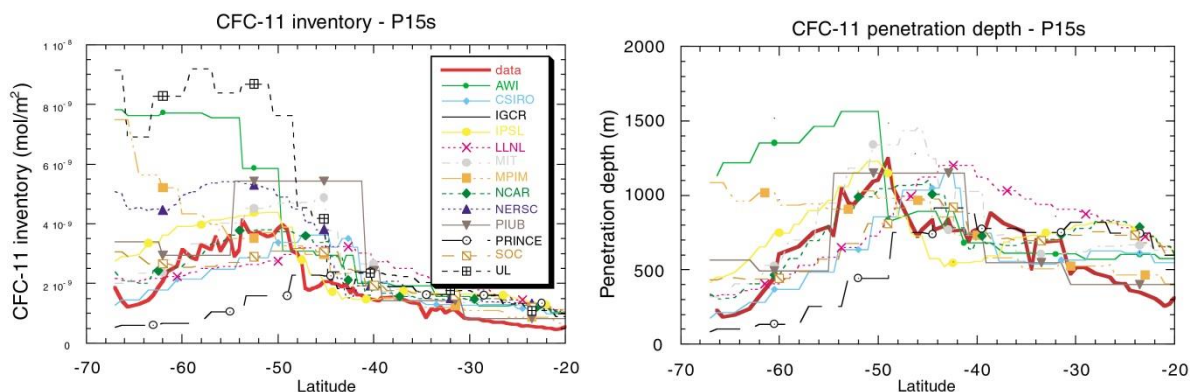 CFC-11 inventory - P15s
CFC-11 inventory (mol/m²)
1 10⁻⁸
8 10⁻⁹
6 10⁻⁹
4 10⁻⁹
2 10⁻⁹
0
-70 -60 -50 -40 -30 -20
Latitude
data
AWI
CSIRO
IGCR
IPSL
LLNL
MIT
MPIM
NCAR
NERSC
PIUB
PRINCE
SOC
UL
CFC-11 penetration depth - P15s
Penetration depth (m)
2000
1500
1000
500
0
-70 -60 -50 -40 -30 -20
Latitude